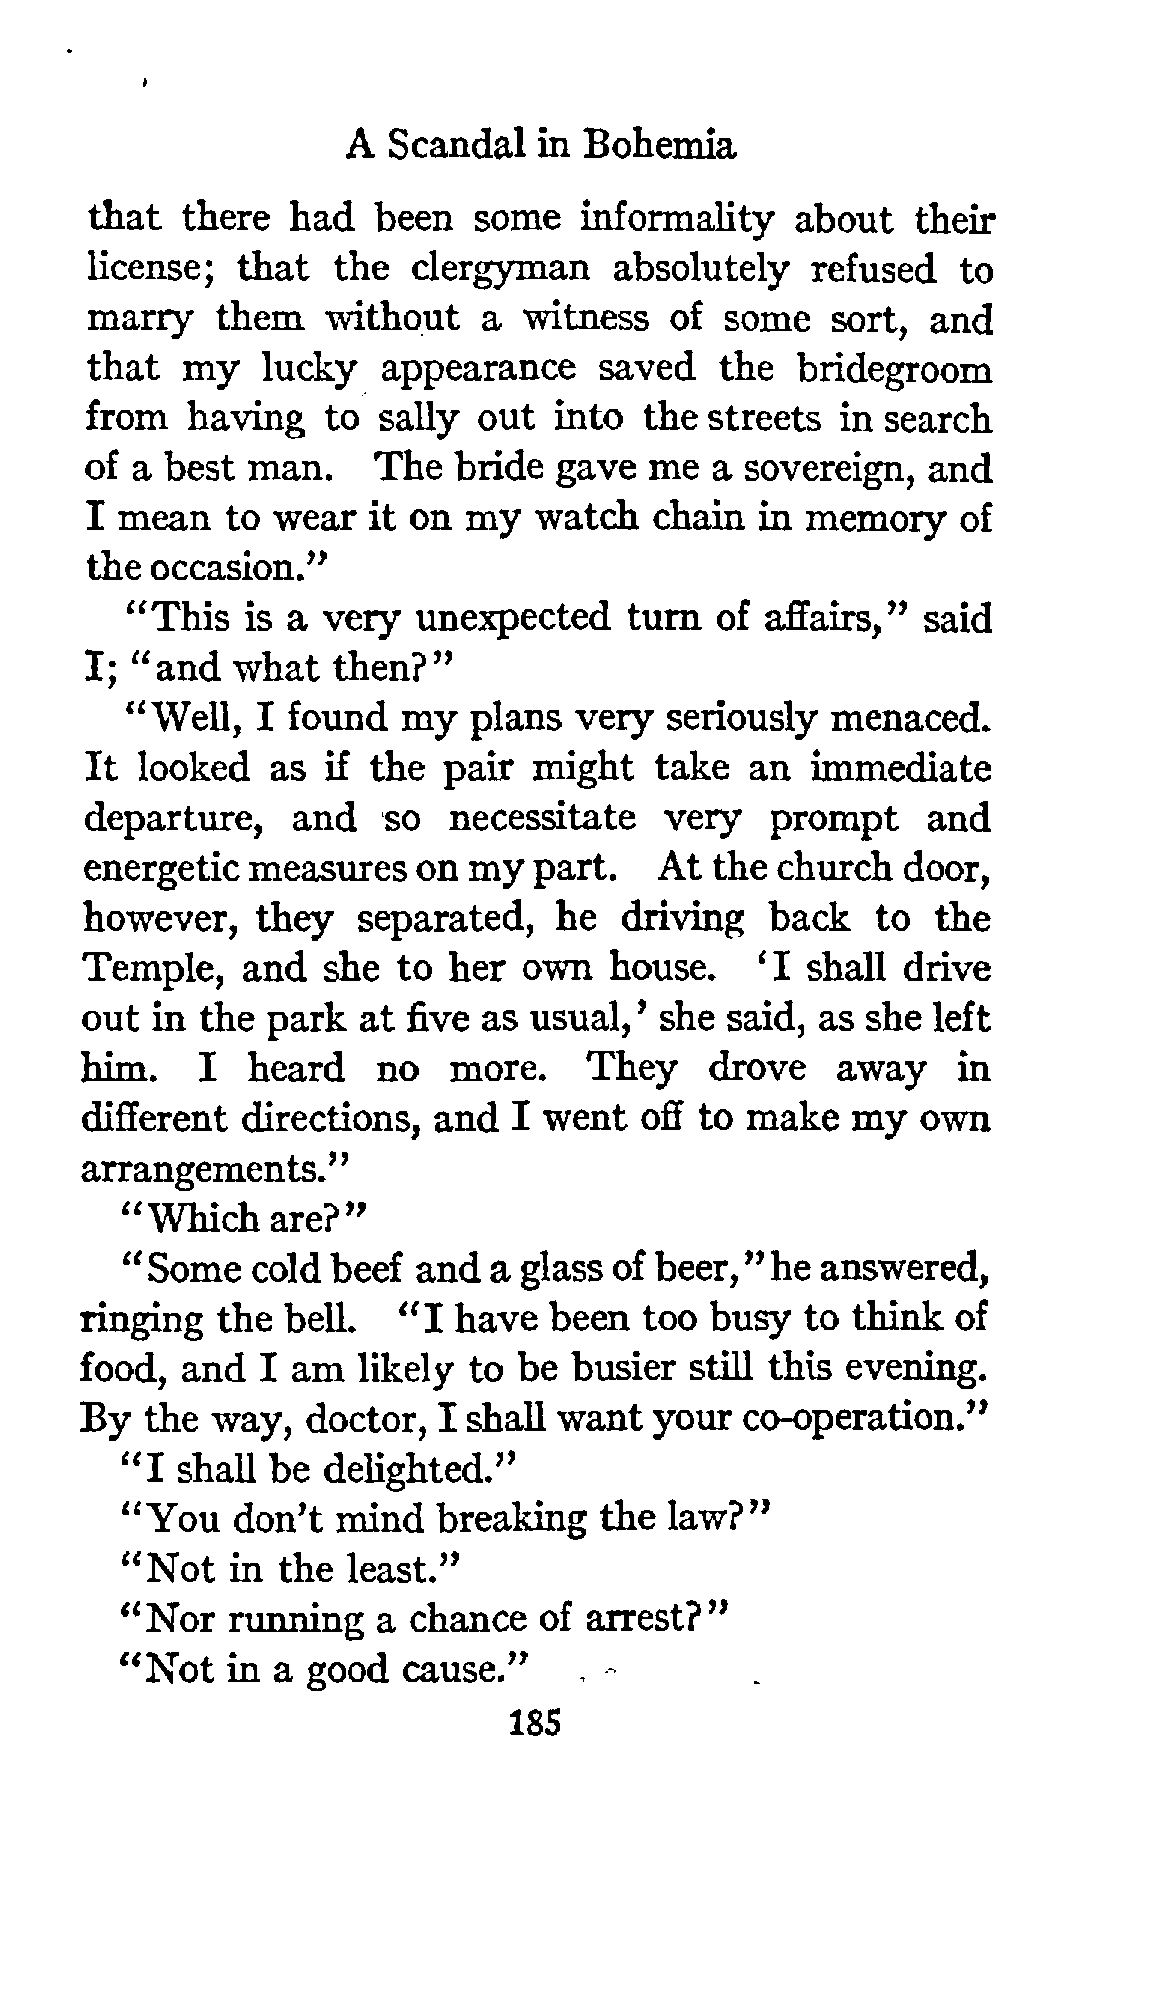 A Scandal in Bohemia
that there had been some informality about their
license; that the clergyman absolutely refused to
marry them without a witness of some sort, and
that my lucky appearance saved the bridegroom
from having to sally out into the streets in search
of a best man. The bride gave me a sovereign, and
I mean to wear it on my watch chain in memory of
the occasion."
"This is a very unexpected turn of affairs," said
I; "and what then?"
"Well, I found my plans very seriously menaced.
It looked as if the pair might take an immediate
departure, and so necessitate very prompt and
energetic measures on my part. At the church door,
however, they separated, he driving back to the
Temple, and she to her own house. 'I shall drive
out in the park at five as usual,' she said, as she left
him. I heard no more. They drove away in
different directions, and I went off to make my own
arrangements."
"Which are?"
"Some cold beef and a glass of beer," he answered,
ringing the bell. "I have been too busy to think of
food, and I am likely to be busier still this evening.
By the way, doctor, I shall want your co-operation."
"I shall be delighted."
"You don't mind breaking the law?"
"Not in the least."
"Nor running a chance of arrest?"
"Not in a good cause."
185